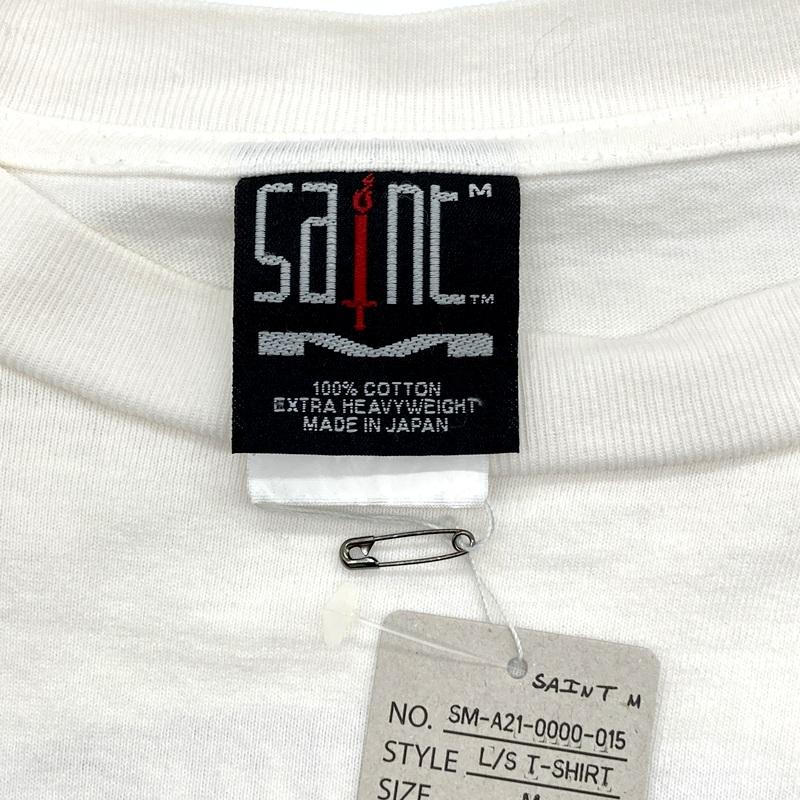 saint M
TM
M
100% COTTON
EXTRA HEAVYWEIGHT
MADE IN JAPAN
SAINT M
NO. SM-A21-0000-015
STYLE L/S T-SHIRT
SIZE M